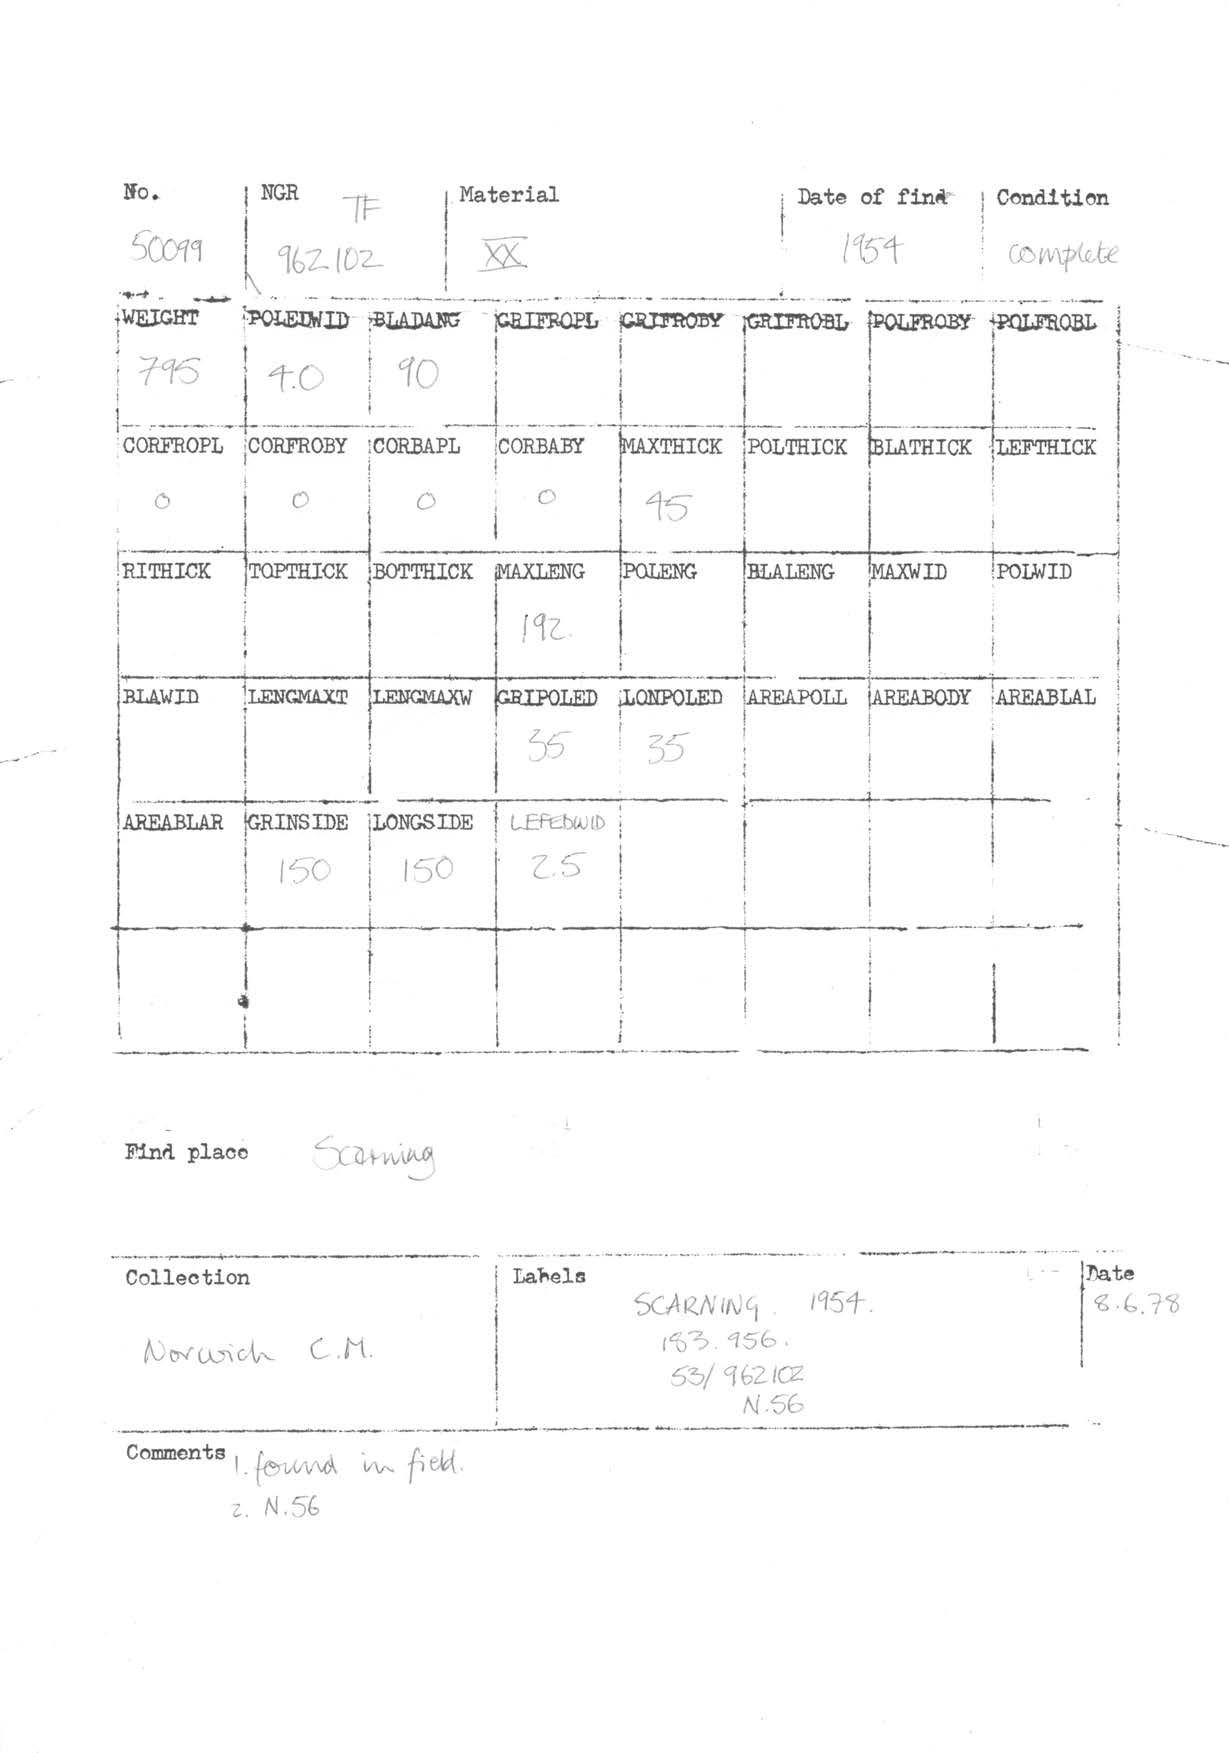 No. NGR TF Material Date of find Condition
50099 962102 XX 1954 complete
WEIGHT POLEDWID BLADANG GRIFROPL GRIFROBY GRIFROBL POLFROBY POLFROBL
795 4.0 90
CORFROPL CORFROBY CORBAPL CORBABY MAXTHICK POLTHICK BLATHICK LEFTHICK
0 0 0 0 45
RITHICK TOPTHICK BOTTHICK MAXLENG POLENG BLALENG MAXWID POLWID
192.
BLAWID LENGMAXT LENGMAXW GRIPOLED LONPOLED AREAPOLL AREABODY AREABLAL
35 35
AREABLAR GRINSIDE LONGSIDE LEFEDWID
150 150 2.5
Find place Scarning
Collection Labels Date
SCARNING. 1954. 8.6.78
Norwich C.M. 183.956.
53/962102
N.56
Comments 1. found in field.
2. N.56